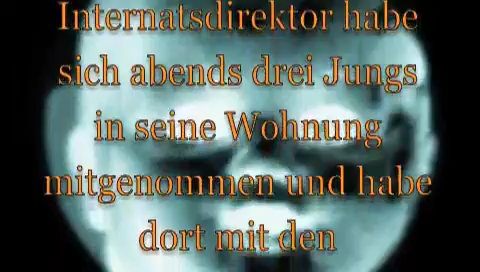 Internatsdirektor habe
sich abends drei Jungs
in seine Wohnung
mitgenommen und habe
dort mit den